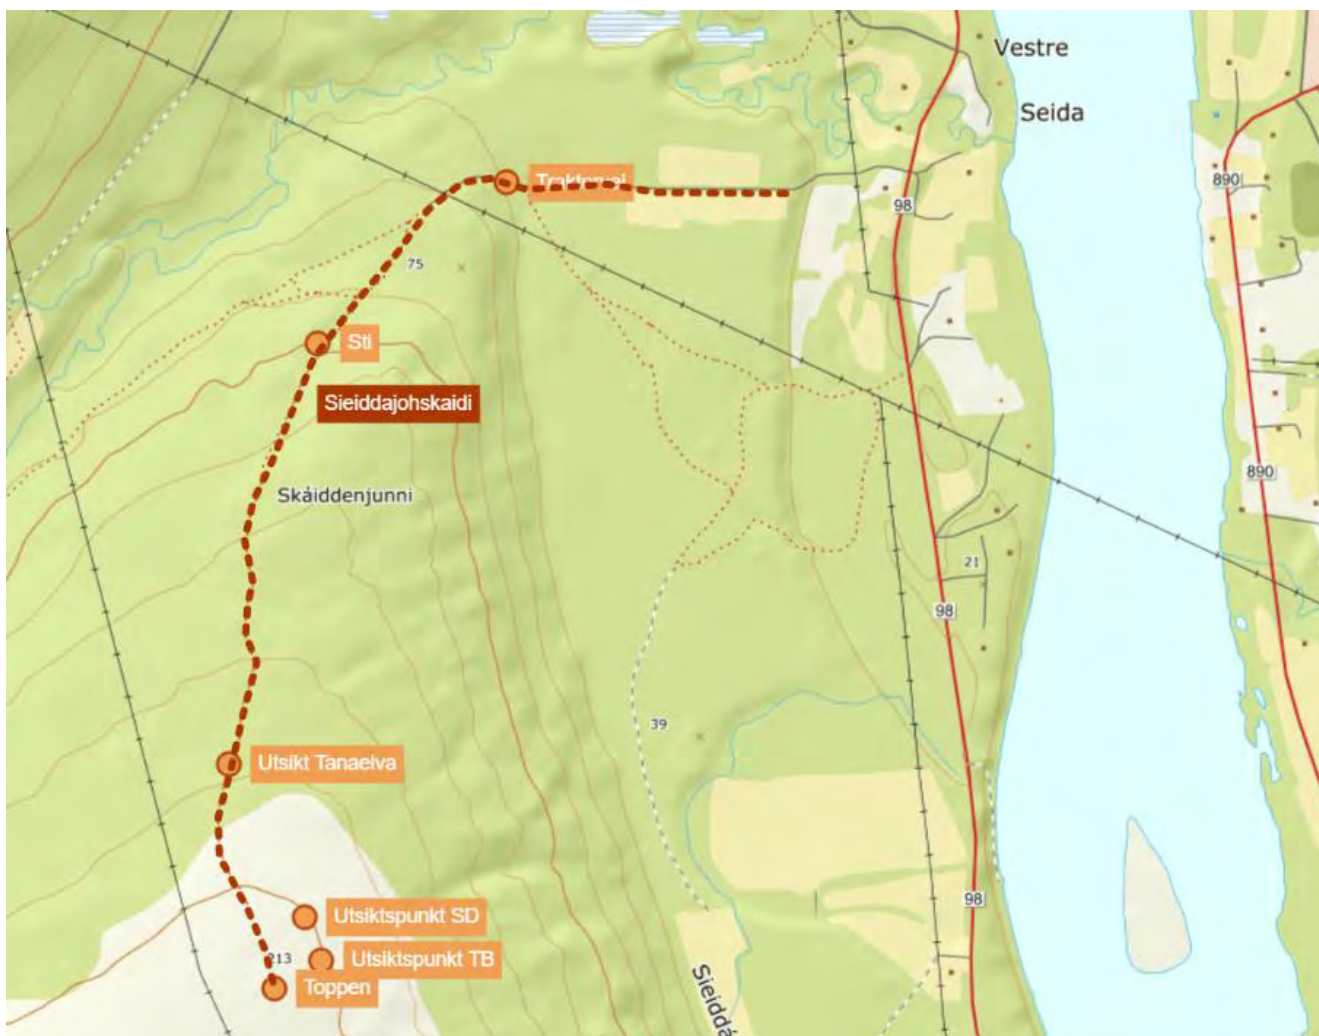 Vestre
Seida
Traktorvei
890
98
75
Sti
Sieiddajohskaidi
890
Skáiddenjunni
21
98
39
Utsikt Tanaelva
98
Utsiktspunkt SD
213
Utsiktspunkt TB
Toppen